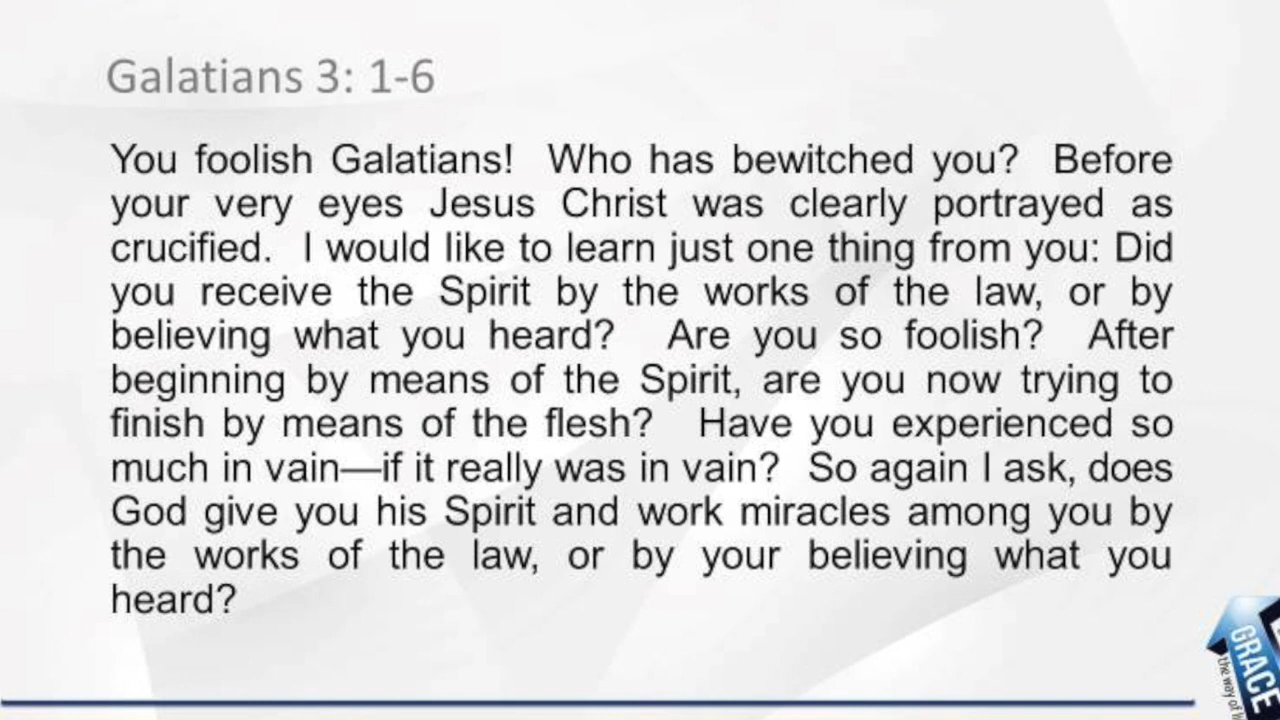 Galatians 3: 1-6
You foolish Galatians! Who has bewitched you? Before
your very eyes Jesus Christ was clearly portrayed as
crucified. I would like to learn just one thing from you: Did
you receive the Spirit by the works of the law, or by
believing what you heard? Are you so foolish? After
beginning by means of the Spirit, are you now trying to
finish by means of the flesh? Have you experienced so
much in vain—if it really was in vain? So again I ask, does
God give you his Spirit and work miracles among you by
the works of the law, or by your believing what you
heard?
GRACE
the way of